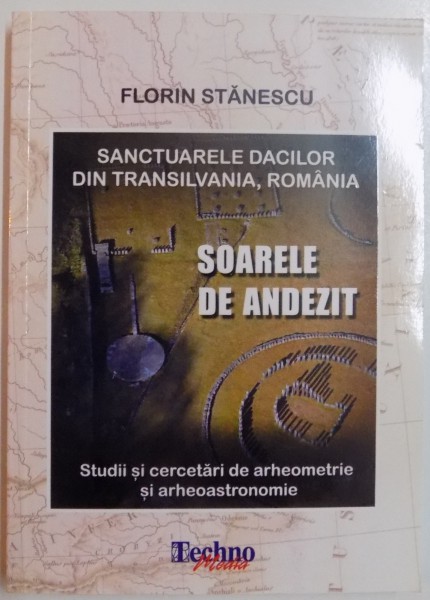 FLORIN STĂNESCU
SANCTUARELE DACILOR
DIN TRANSILVANIA, ROMÂNIA
SOARELE
DE ANDEZIT
Studii și cercetări de arheometrie
și arheoastronomie
Techno
Media